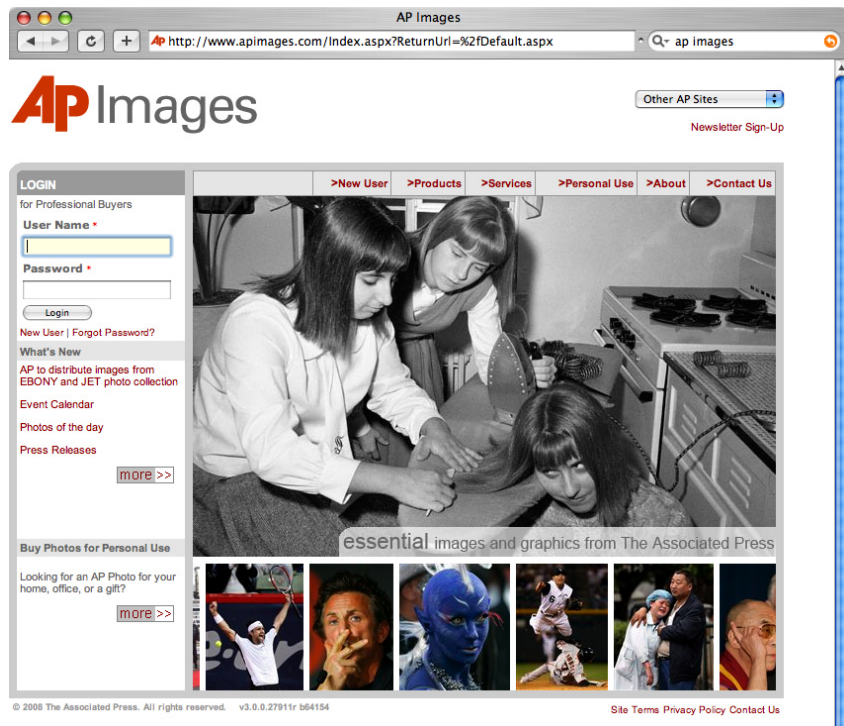 AP Images
http://www.apimages.com/Index.aspx?ReturnUrl=%2fDefault.aspx
ap images
AP Images
Other AP Sites
Newsletter Sign-Up
LOGIN
>New User >Products >Services >Personal Use >About >Contact Us
for Professional Buyers
User Name *
Password *
Login
New User | Forgot Password?
What's New
AP to distribute images from
EBONY and JET photo collection
Event Calendar
Photos of the day
Press Releases
more >>
essential images and graphics from The Associated Press
Buy Photos for Personal Use
Looking for an AP Photo for your
home, office, or a gift?
more >>
© 2008 The Associated Press. All rights reserved. v3.0.0.27911r b64154
Site Terms Privacy Policy Contact Us